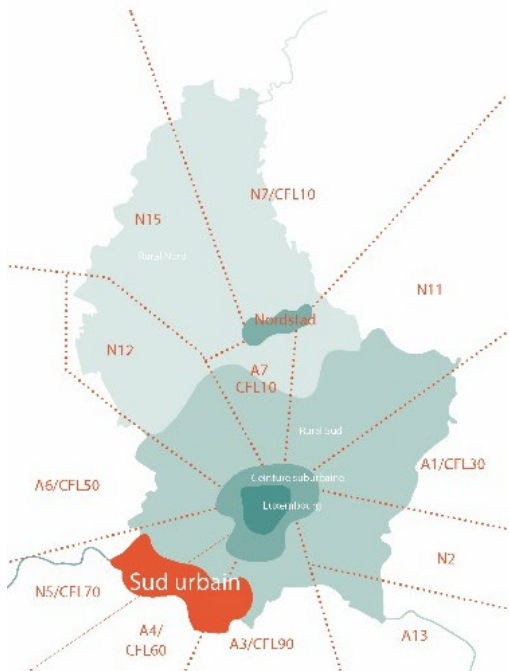 N7/CFL10
N15
Rural Nord
N11
Nordstad
N12
A7
CFL10
Rural Sud
A1/CFL30
Ceinture suburbaine
A6/CFL50
Luxembourg
N2
Sud urbain
N5/CFL70
A4/
CFL60
A3/CFL90
A13